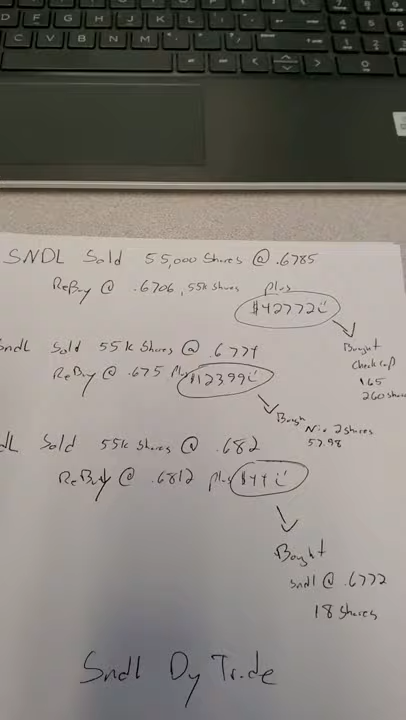 SNDL Sold 55,000 Shares @ .6785
ReBuy @ .6706, 55k shares plus
$427.72
Bought
Check Cap
1.65
260 shares
Sndl Sold 55k Shares @ .6774
ReBuy @ .675 plus $123.99
Bough
Nio 2 shares
57.98
DL Sold 55k Shares @ .682
ReBuy @ .6812 plus $44
Bought
Sndl @ .6772
18 Shares
Sndl Dy Trade